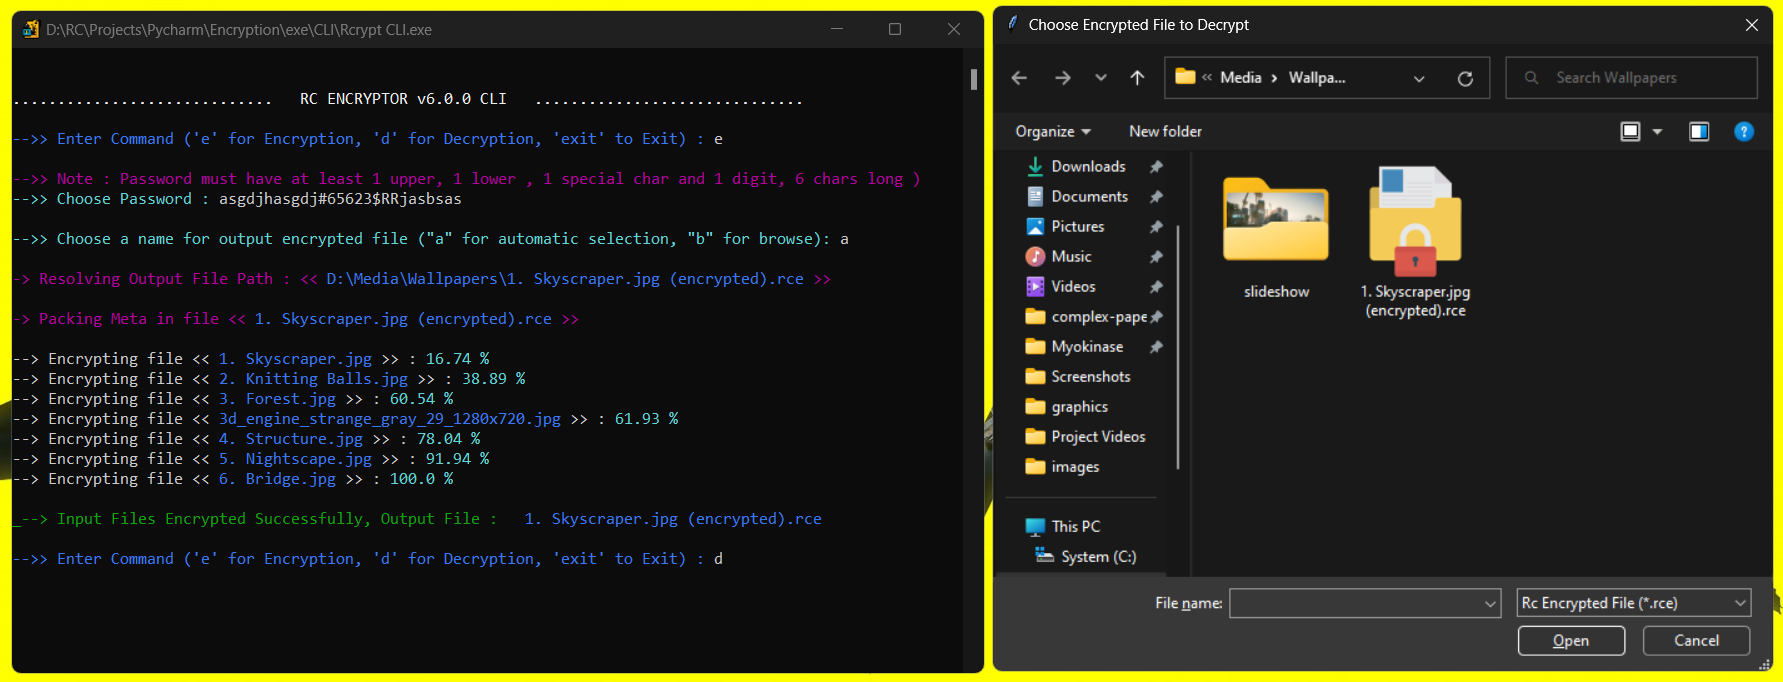 D:\RC\Projects\Pycharm\Encryption\exe\CLI\Rcrypt CLI.exe
............................. RC ENCRYPTOR v6.0.0 CLI ..............................
-->> Enter Command ('e' for Encryption, 'd' for Decryption, 'exit' to Exit) : e
-->> Note : Password must have at least 1 upper, 1 lower , 1 special char and 1 digit, 6 chars long )
-->> Choose Password : asgdjhasgdj#65623$RRjasbsas
-->> Choose a name for output encrypted file ("a" for automatic selection, "b" for browse): a
-> Resolving Output File Path : << D:\Media\Wallpapers\1. Skyscraper.jpg (encrypted).rce >>
-> Packing Meta in file << 1. Skyscraper.jpg (encrypted).rce >>
--> Encrypting file << 1. Skyscraper.jpg >> : 16.74 %
--> Encrypting file << 2. Knitting Balls.jpg >> : 38.89 %
--> Encrypting file << 3. Forest.jpg >> : 60.54 %
--> Encrypting file << 3d_engine_strange_gray_29_1280x720.jpg >> : 61.93 %
--> Encrypting file << 4. Structure.jpg >> : 78.04 %
--> Encrypting file << 5. Nightscape.jpg >> : 91.94 %
--> Encrypting file << 6. Bridge.jpg >> : 100.0 %
_--> Input Files Encrypted Successfully, Output File : 1. Skyscraper.jpg (encrypted).rce
-->> Enter Command ('e' for Encryption, 'd' for Decryption, 'exit' to Exit) : d
Choose Encrypted File to Decrypt
« Media › Wallpa...
Search Wallpapers
Organize
New folder
?
Downloads
Documents
Pictures
Music
Videos
complex-pape
Myokinase
Screenshots
graphics
Project Videos
images
This PC
System (C:)
slideshow
1. Skyscraper.jpg
(encrypted).rce
File name:
Rc Encrypted File (*.rce)
Open
Cancel